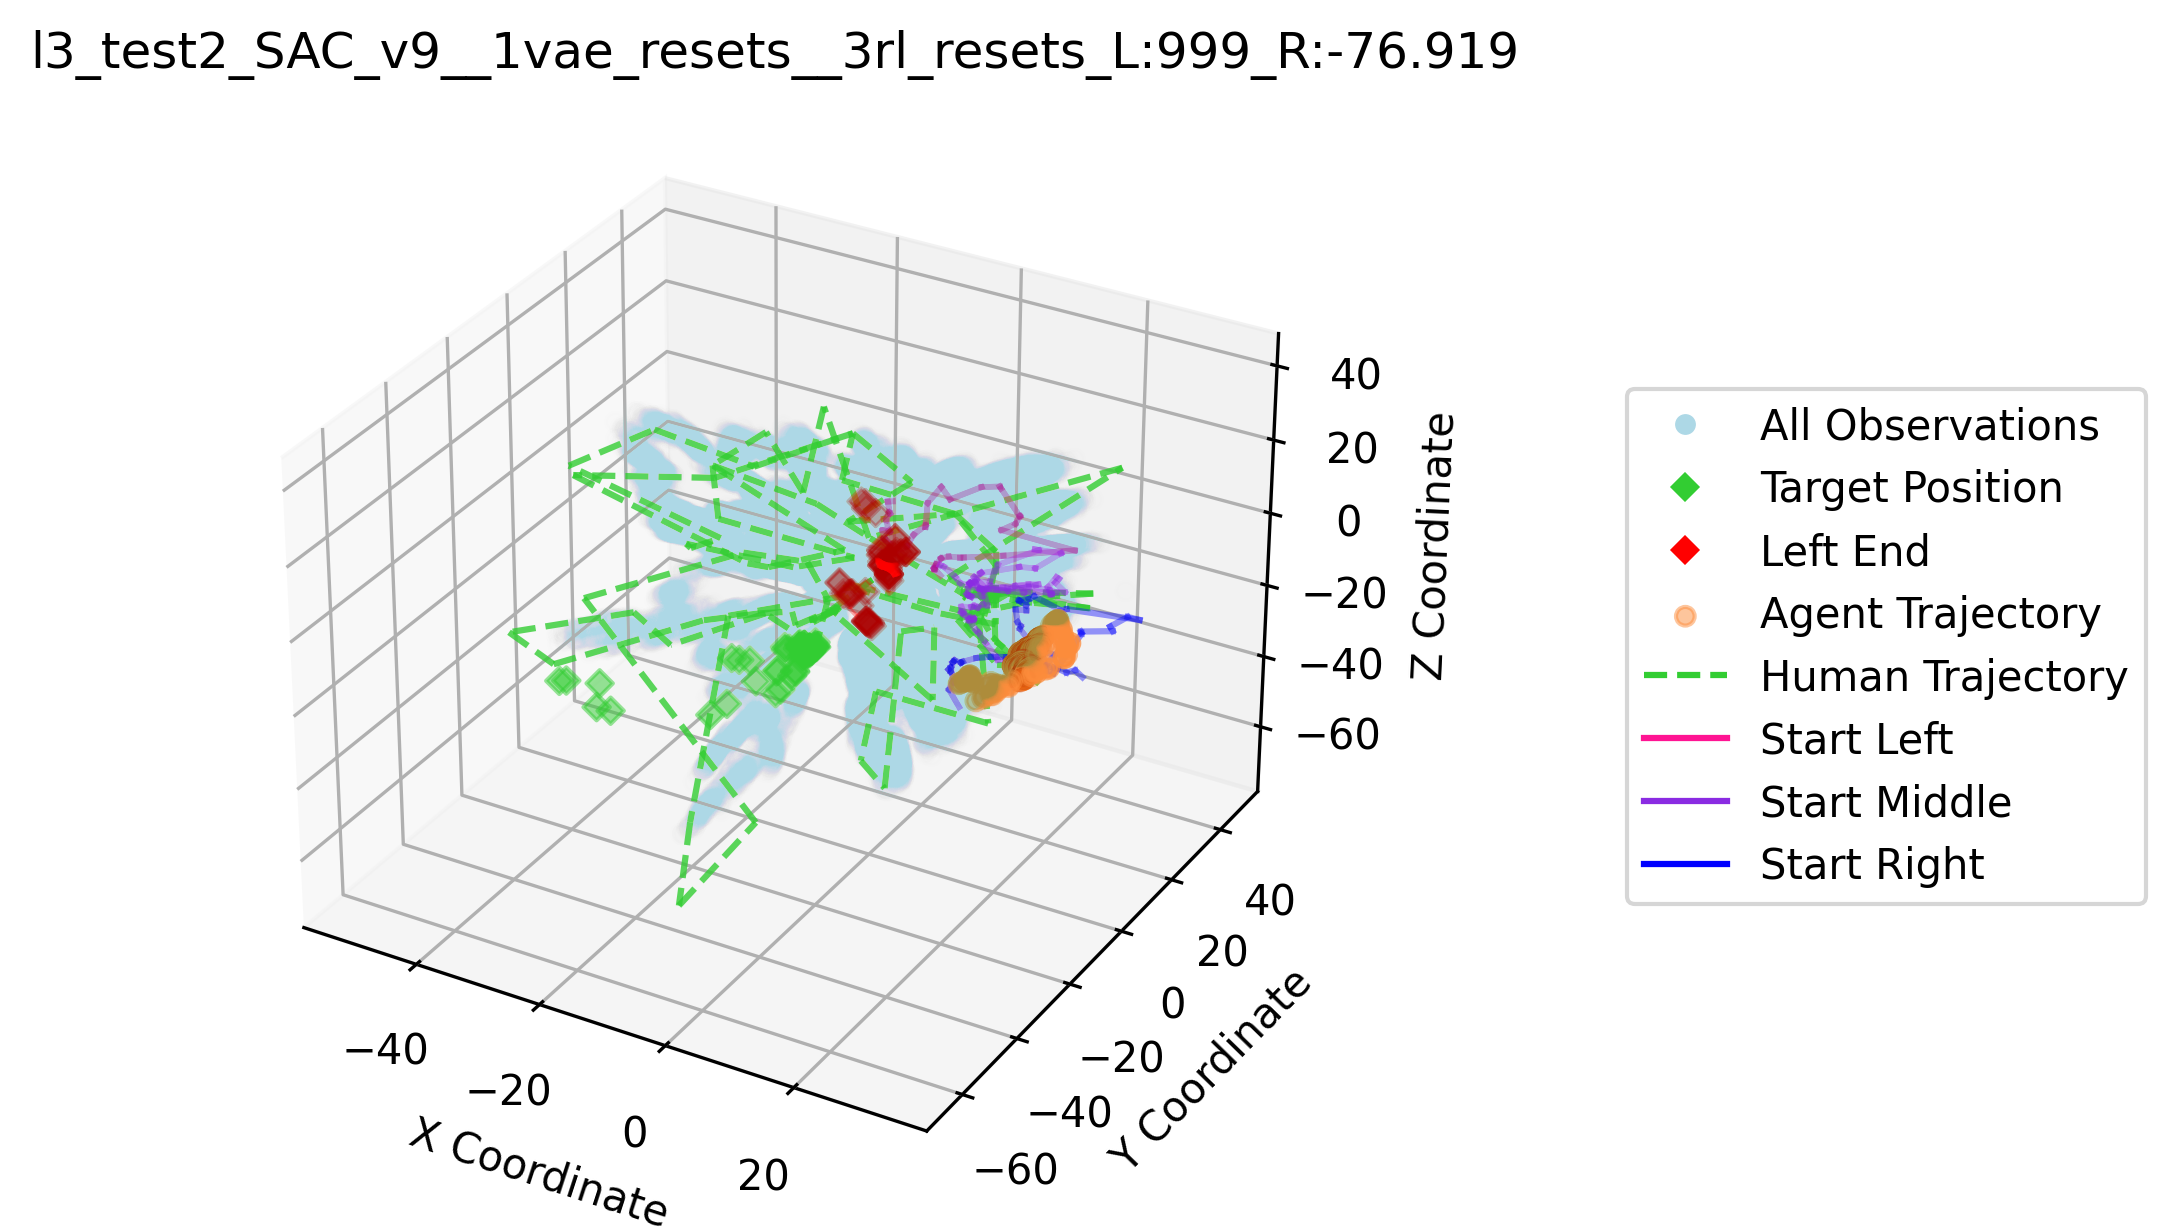 l3_test2_SAC_v9__1vae_resets__3rl_resets_L:999_R:-76.919
40
20
0
−20
−40
−60
Z Coordinate
40
20
0
−20
−40
−60
Y Coordinate
−40
−20
0
20
X Coordinate
All Observations
Target Position
Left End
Agent Trajectory
Human Trajectory
Start Left
Start Middle
Start Right